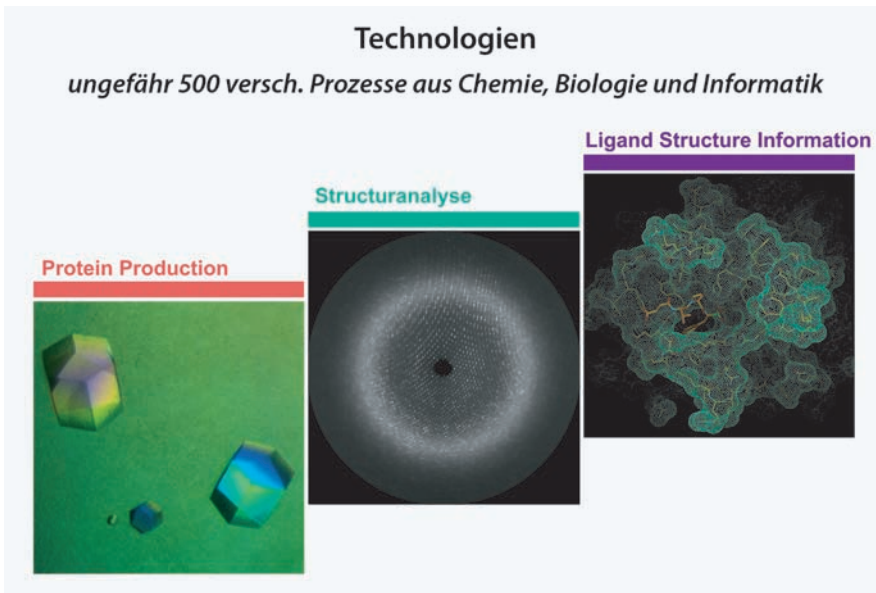 Technologien
ungefähr 500 versch. Prozesse aus Chemie, Biologie und Informatik
Ligand Structure Information
Structuranalyse
Protein Production